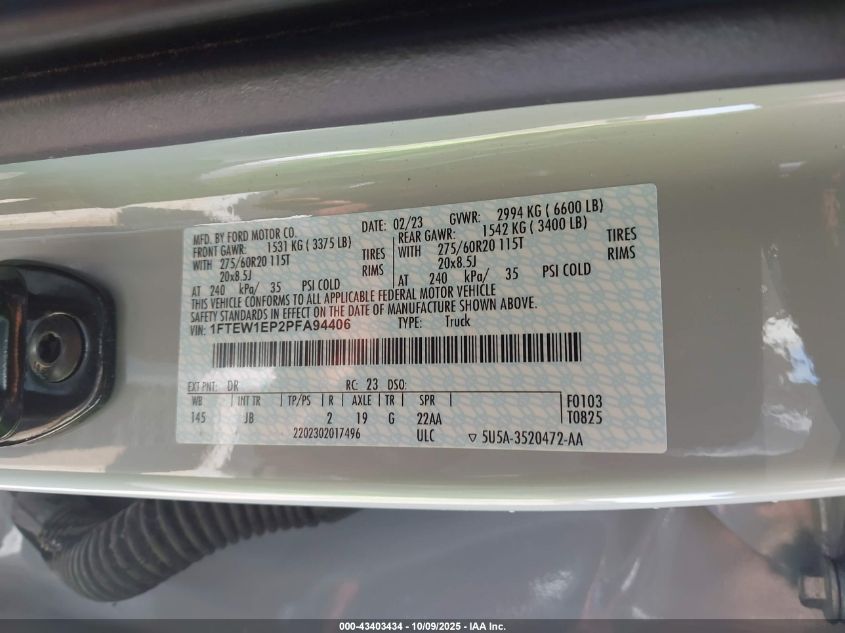 MFD. BY FORD MOTOR CO. DATE: 02/23 GVWR: 2994 KG ( 6600 LB)
FRONT GAWR: 1531 KG ( 3375 LB) REAR GAWR: 1542 KG ( 3400 LB)
WITH 275/60R20 115T TIRES 275/60R20 115T TIRES
20x8.5J RIMS 20x8.5J RIMS
AT 240 kPa/ 35 PSI COLD AT 240 kPa/ 35 PSI COLD
THIS VEHICLE CONFORMS TO ALL APPLICABLE FEDERAL MOTOR VEHICLE
SAFETY STANDARDS IN EFFECT ON THE DATE OF MANUFACTURE SHOWN ABOVE.
VIN: 1FTEW1EP2PFA94406 TYPE: Truck
EXT PNT: DR RC: 23 DSO:
WB INT TR TP/PS R AXLE TR SPR F0103
145 JB 2 19 G 22AA T0825
2202302017496 ULC ▽ 5U5A-3520472-AA
000-43403434 - 10/09/2025 - IAA Inc.